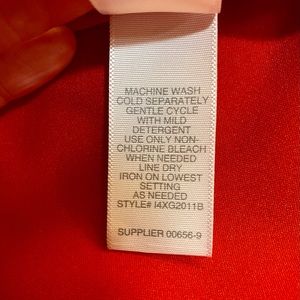 MACHINE WASH
COLD SEPARATELY
GENTLE CYCLE
WITH MILD
DETERGENT
USE ONLY NON-
CHLORINE BLEACH
WHEN NEEDED
LINE DRY
IRON ON LOWEST
SETTING
AS NEEDED
STYLE# I4XG2011B
SUPPLIER 00656-9